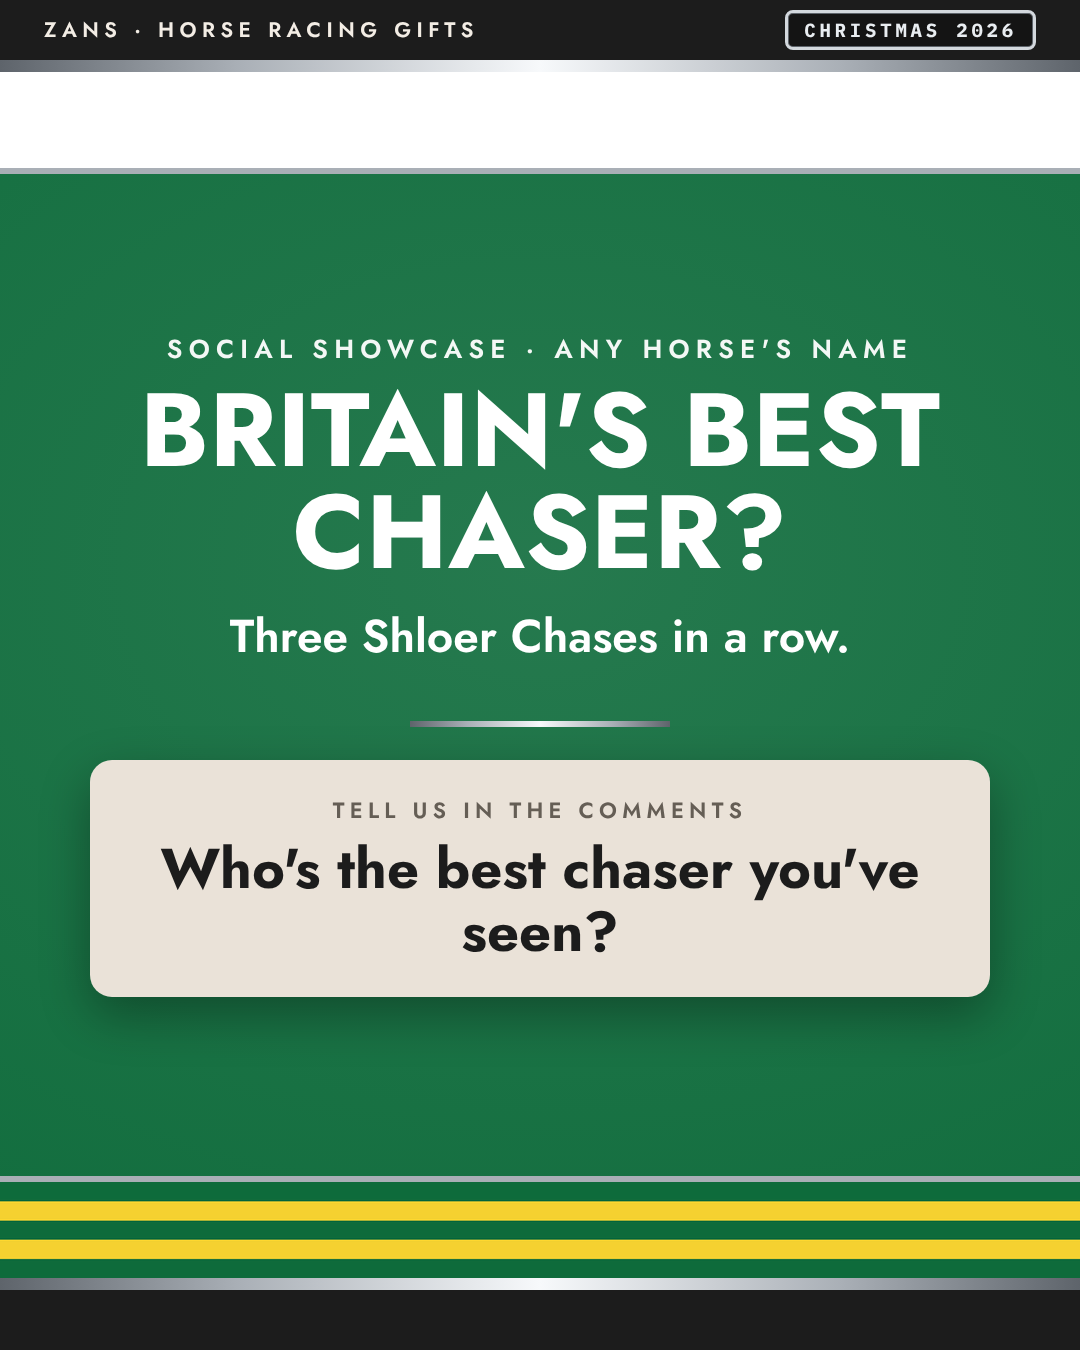 ZANS · HORSE RACING GIFTS
CHRISTMAS 2026
SOCIAL SHOWCASE · ANY HORSE'S NAME
BRITAIN'S BEST
CHASER?
Three Shloer Chases in a row.
TELL US IN THE COMMENTS
Who's the best chaser you've
seen?